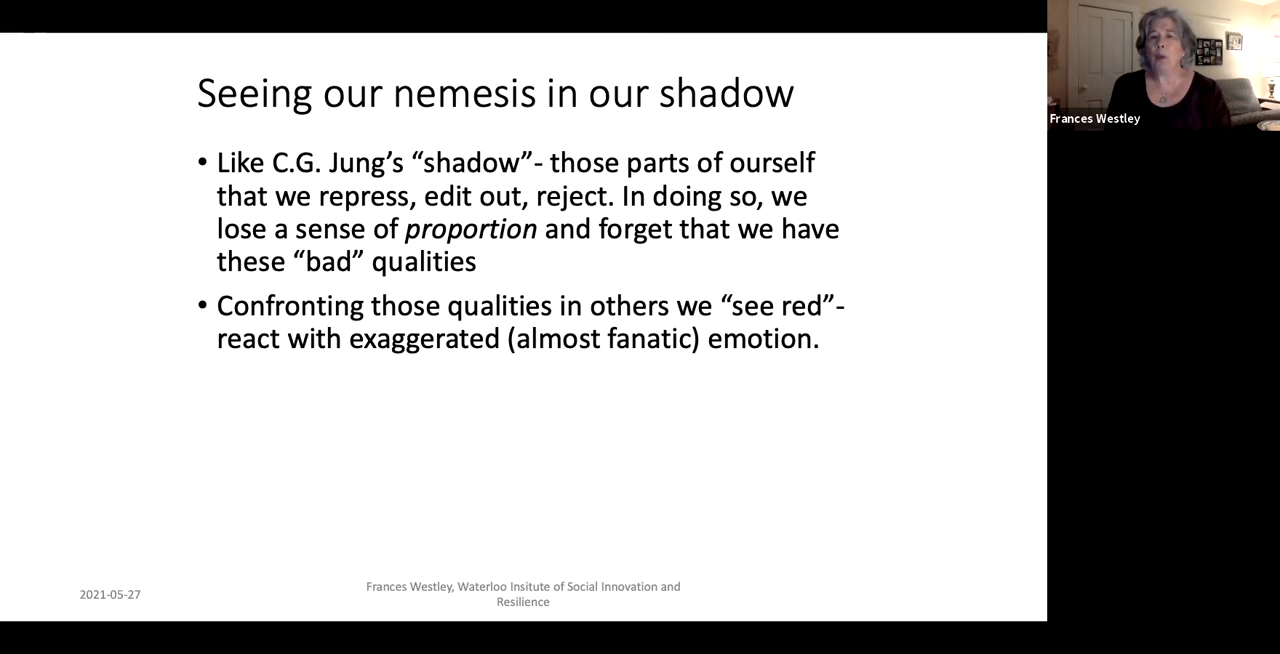 Seeing our nemesis in our shadow
• Like C.G. Jung’s “shadow”- those parts of ourself
that we repress, edit out, reject. In doing so, we
lose a sense of proportion and forget that we have
these “bad” qualities
• Confronting those qualities in others we “see red”-
react with exaggerated (almost fanatic) emotion.
2021-05-27
Frances Westley, Waterloo Insitute of Social Innovation and
Resilience
Frances Westley